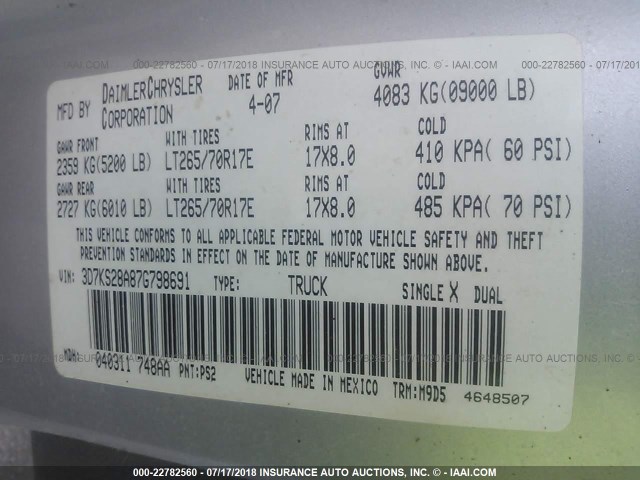 000-22782560 - 07/17/2018 INSURANCE AUTO AUCTIONS, INC. - © IAAI.COM
MFD BY DAIMLERCHRYSLER CORPORATION DATE OF MFR 4-07 GVWR 4083 KG(09000 LB)
GAWR FRONT WITH TIRES RIMS AT COLD
2359 KG(5200 LB) LT265/70R17E 17X8.0 410 KPA( 60 PSI)
GAWR REAR WITH TIRES RIMS AT COLD
2727 KG(6010 LB) LT265/70R17E 17X8.0 485 KPA( 70 PSI)
THIS VEHICLE CONFORMS TO ALL APPLICABLE FEDERAL MOTOR VEHICLE SAFETY AND THEFT
PREVENTION STANDARDS IN EFFECT ON THE DATE OF MANUFACTURE SHOWN ABOVE.
VIN: 3D7KS28A87G798691 TYPE: TRUCK SINGLE X DUAL
MDH: 040311 748AA PNT:PS2 VEHICLE MADE IN MEXICO TRM:M9D5 4648507
000-22782560 - 07/17/2018 INSURANCE AUTO AUCTIONS, INC. - © IAAI.COM